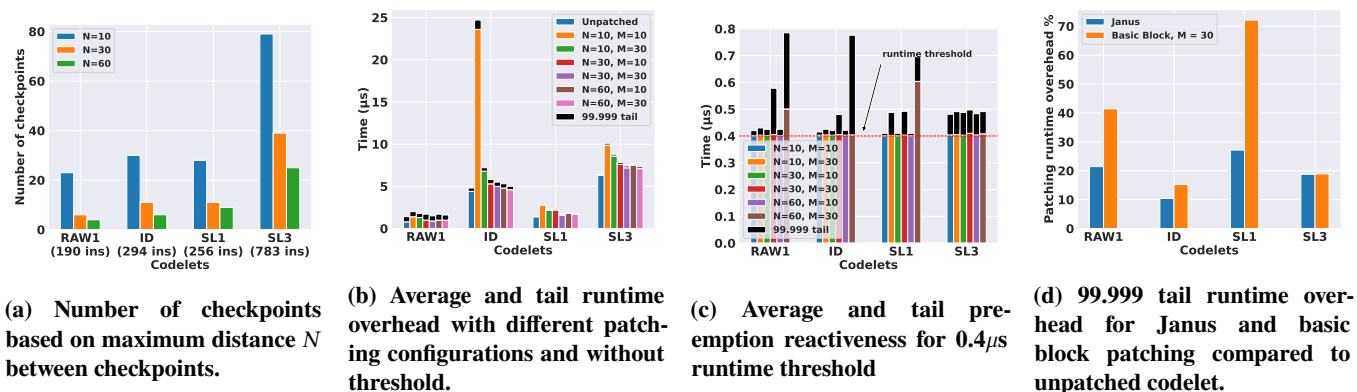 Number of checkpoints
80
60
40
20
0
N=10
N=30
N=60
RAW1
(190 ins)
ID
(294 ins)
SL1
(256 ins)
SL3
(783 ins)
Codelets
(a) Number of checkpoints
based on maximum distance N
between checkpoints.
Time (μs)
25
20
15
10
5
0
Unpatched
N=10, M=10
N=10, M=30
N=30, M=10
N=30, M=30
N=60, M=10
N=60, M=30
99.999 tail
RAW1
ID
SL1
SL3
Codelets
(b) Average and tail runtime
overhead with different patch-
ing configurations and without
threshold.
Time (μs)
0.8
0.7
0.6
0.5
0.4
0.3
0.2
0.1
0.0
runtime threshold
N=10, M=10
N=10, M=30
N=30, M=10
N=30, M=30
N=60, M=10
N=60, M=30
99.999 tail
RAW1
ID
SL1
SL3
Codelets
(c) Average and tail pre-
emption reactiveness for 0.4μs
runtime threshold
Patching runtime overehead %
70
60
50
40
30
20
10
0
Janus
Basic Block, M = 30
RAW1
ID
SL1
SL3
Codelets
(d) 99.999 tail runtime over-
head for Janus and basic
block patching compared to
unpatched codelet.